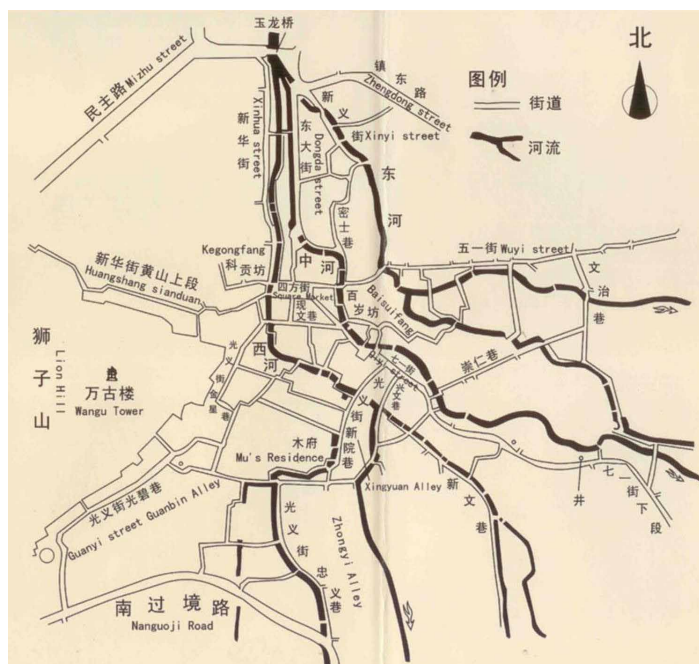 玉龙桥
北
图例
街道
河流
民主路 Mizhu street
镇东路
Zhengdong street
新华街
Xinhua street
东大街
Dongda street
新义街 Xinyi street
东河
密士巷
五一街 Wuyi street
文治巷
Kegongfang
科贡坊
中河
新华街黄山上段
Huangshang sianduan
四方街
Square Market
现文巷
百岁坊
Baisuifang
崇仁巷
狮子山
Lion Hill
万古楼
Wangu Tower
西河
光义街金星巷
七一街
光义街新院巷
兴文巷
木府
Mu's Residence
Xingyuan Alley
新文巷
井
七一街下段
光义街光碧巷
Guanyi street Guanbin Alley
光义街忠义巷
Zhongyi Alley
南过境路
Nanguoji Road